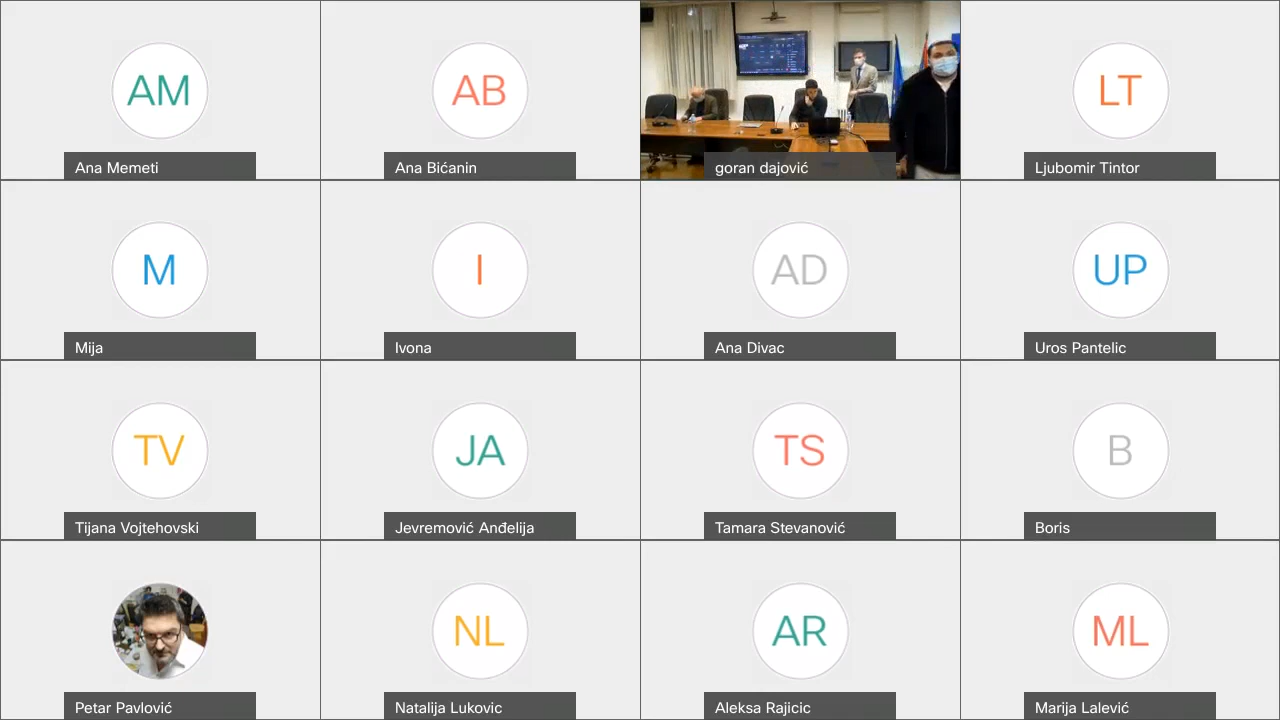 AM
Ana Memeti
AB
Ana Bićanin
goran dajović
LT
Ljubomir Tintor
M
Mija
I
Ivona
AD
Ana Divac
UP
Uros Pantelic
TV
Tijana Vojtehovski
JA
Jevremović Anđelija
TS
Tamara Stevanović
B
Boris
Petar Pavlović
NL
Natalija Lukovic
AR
Aleksa Rajicic
ML
Marija Lalević